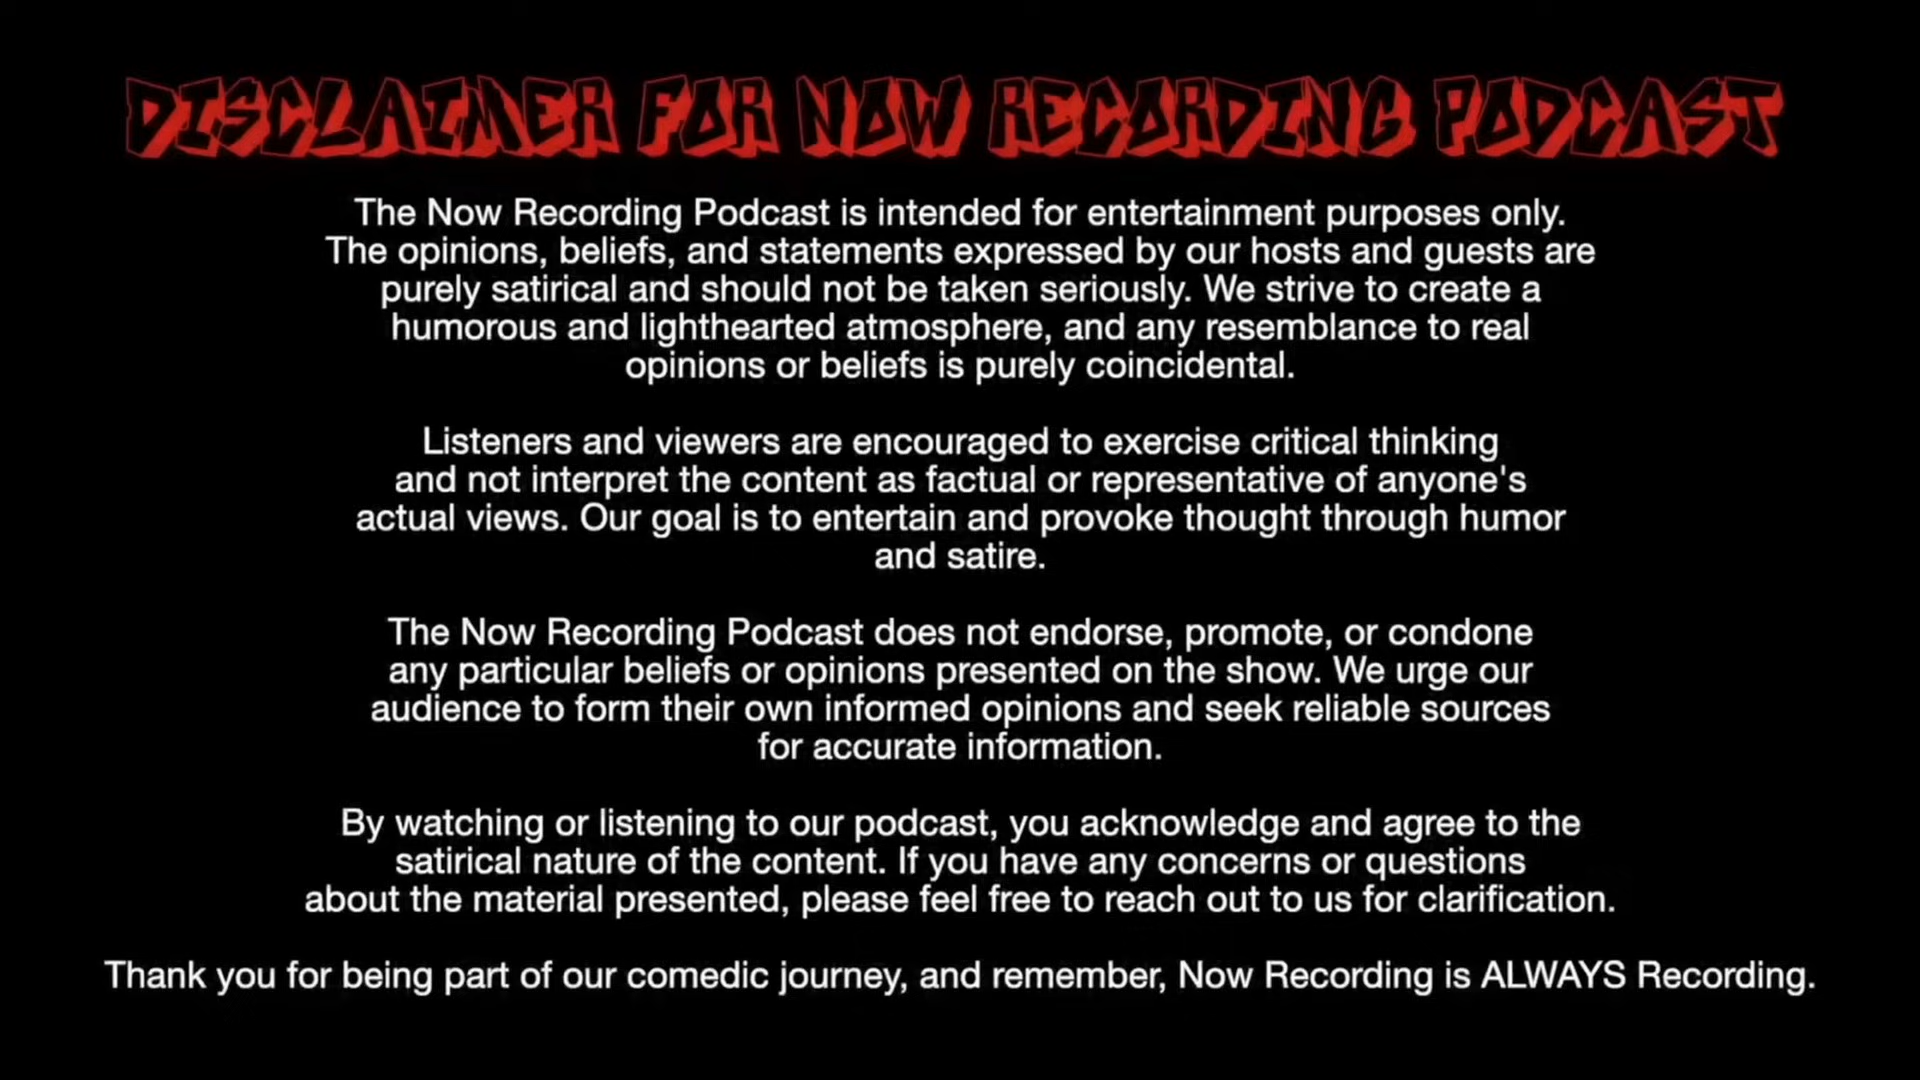 DISCLAIMER FOR NOW RECORDING PODCAST
The Now Recording Podcast is intended for entertainment purposes only.
The opinions, beliefs, and statements expressed by our hosts and guests are
purely satirical and should not be taken seriously. We strive to create a
humorous and lighthearted atmosphere, and any resemblance to real
opinions or beliefs is purely coincidental.
Listeners and viewers are encouraged to exercise critical thinking
and not interpret the content as factual or representative of anyone's
actual views. Our goal is to entertain and provoke thought through humor
and satire.
The Now Recording Podcast does not endorse, promote, or condone
any particular beliefs or opinions presented on the show. We urge our
audience to form their own informed opinions and seek reliable sources
for accurate information.
By watching or listening to our podcast, you acknowledge and agree to the
satirical nature of the content. If you have any concerns or questions
about the material presented, please feel free to reach out to us for clarification.
Thank you for being part of our comedic journey, and remember, Now Recording is ALWAYS Recording.